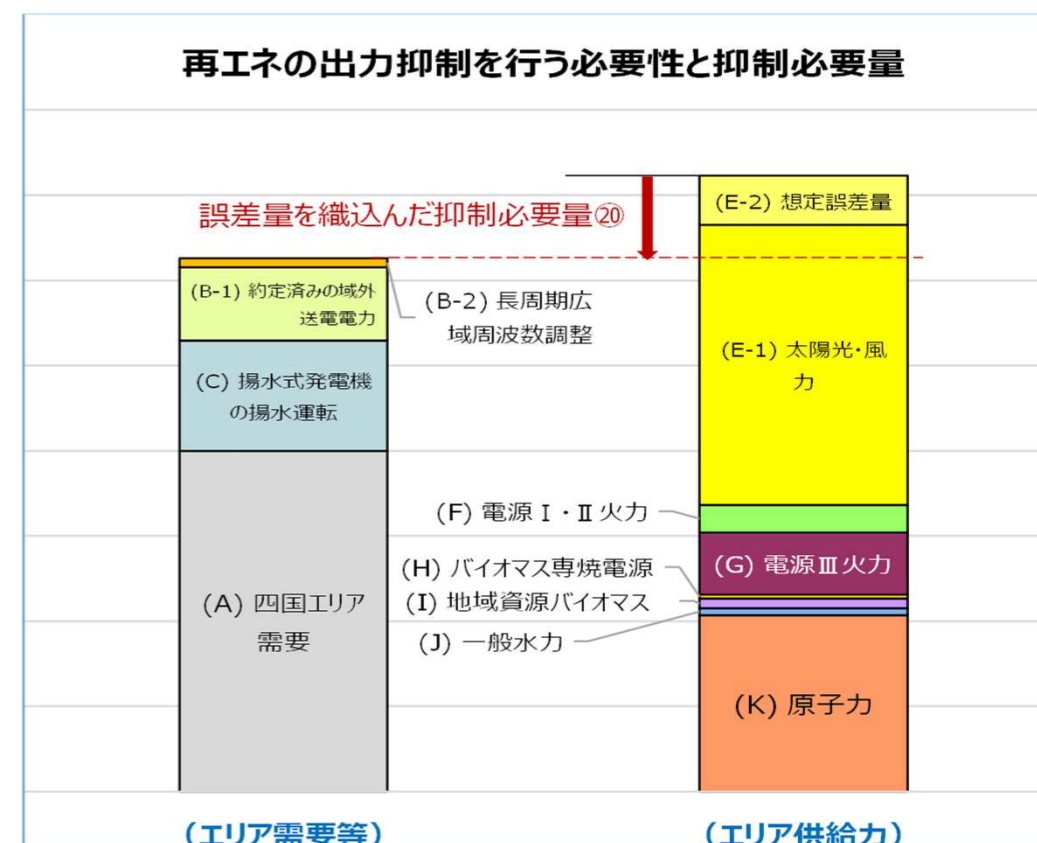 再エネの出力抑制を行う必要性と抑制必要量
誤差量を織込んだ抑制必要量⑳
(B-1) 約定済みの域外
送電電力
(B-2) 長周期広
域周波数調整
(C) 揚水式発電機
の揚水運転
(A) 四国エリア
需要
(E-2) 想定誤差量
(E-1) 太陽光・風
力
(F) 電源Ⅰ・Ⅱ火力
(G) 電源Ⅲ火力
(H) バイオマス専焼電源
(I) 地域資源バイオマス
(J) 一般水力
(K) 原子力
(エリア需要等)
(エリア供給力)